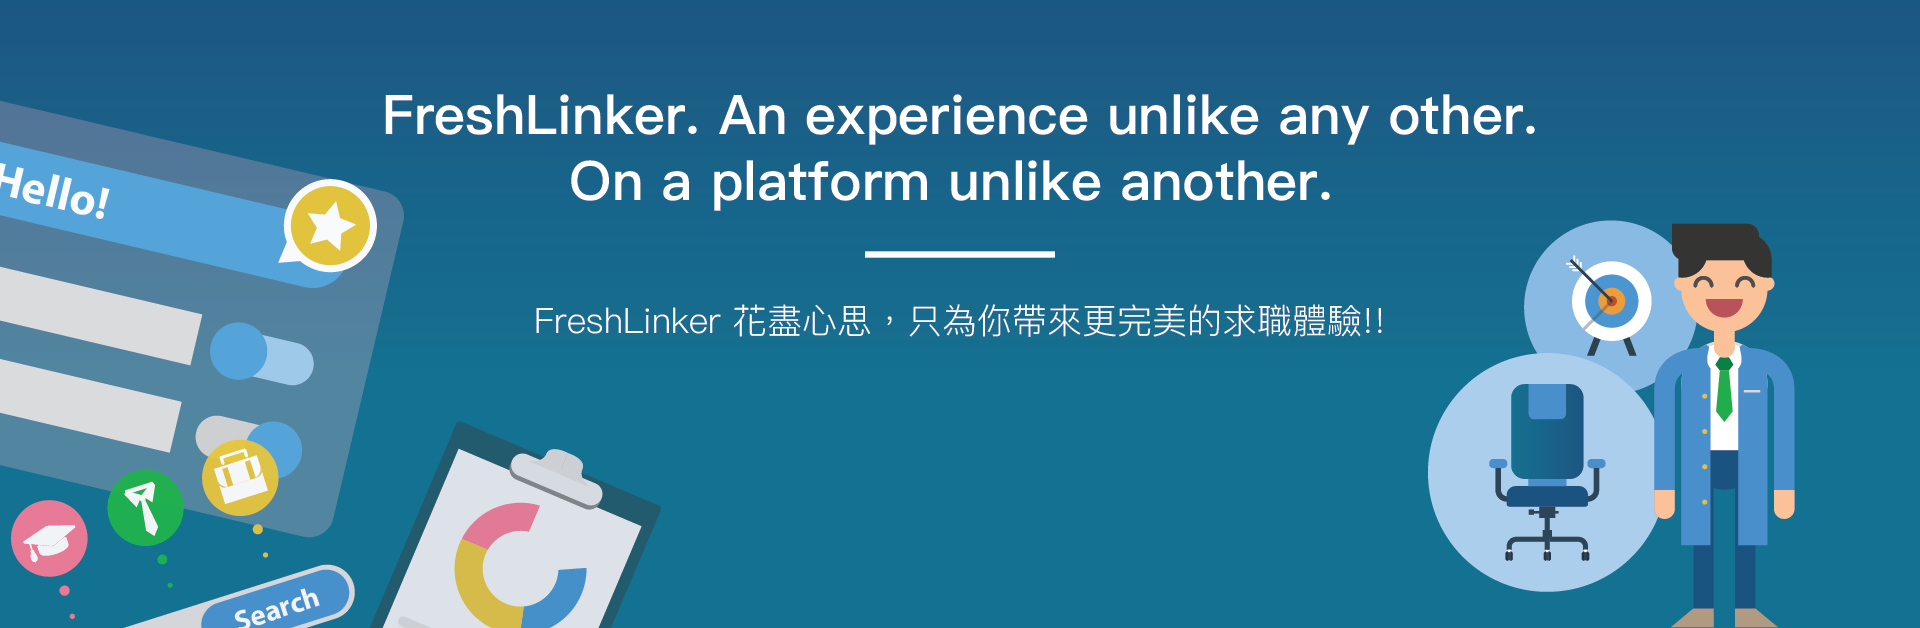 FreshLinker. An experience unlike any other.
On a platform unlike another.
FreshLinker 花盡心思，只為你帶來更完美的求職體驗!!
Hello!
Search